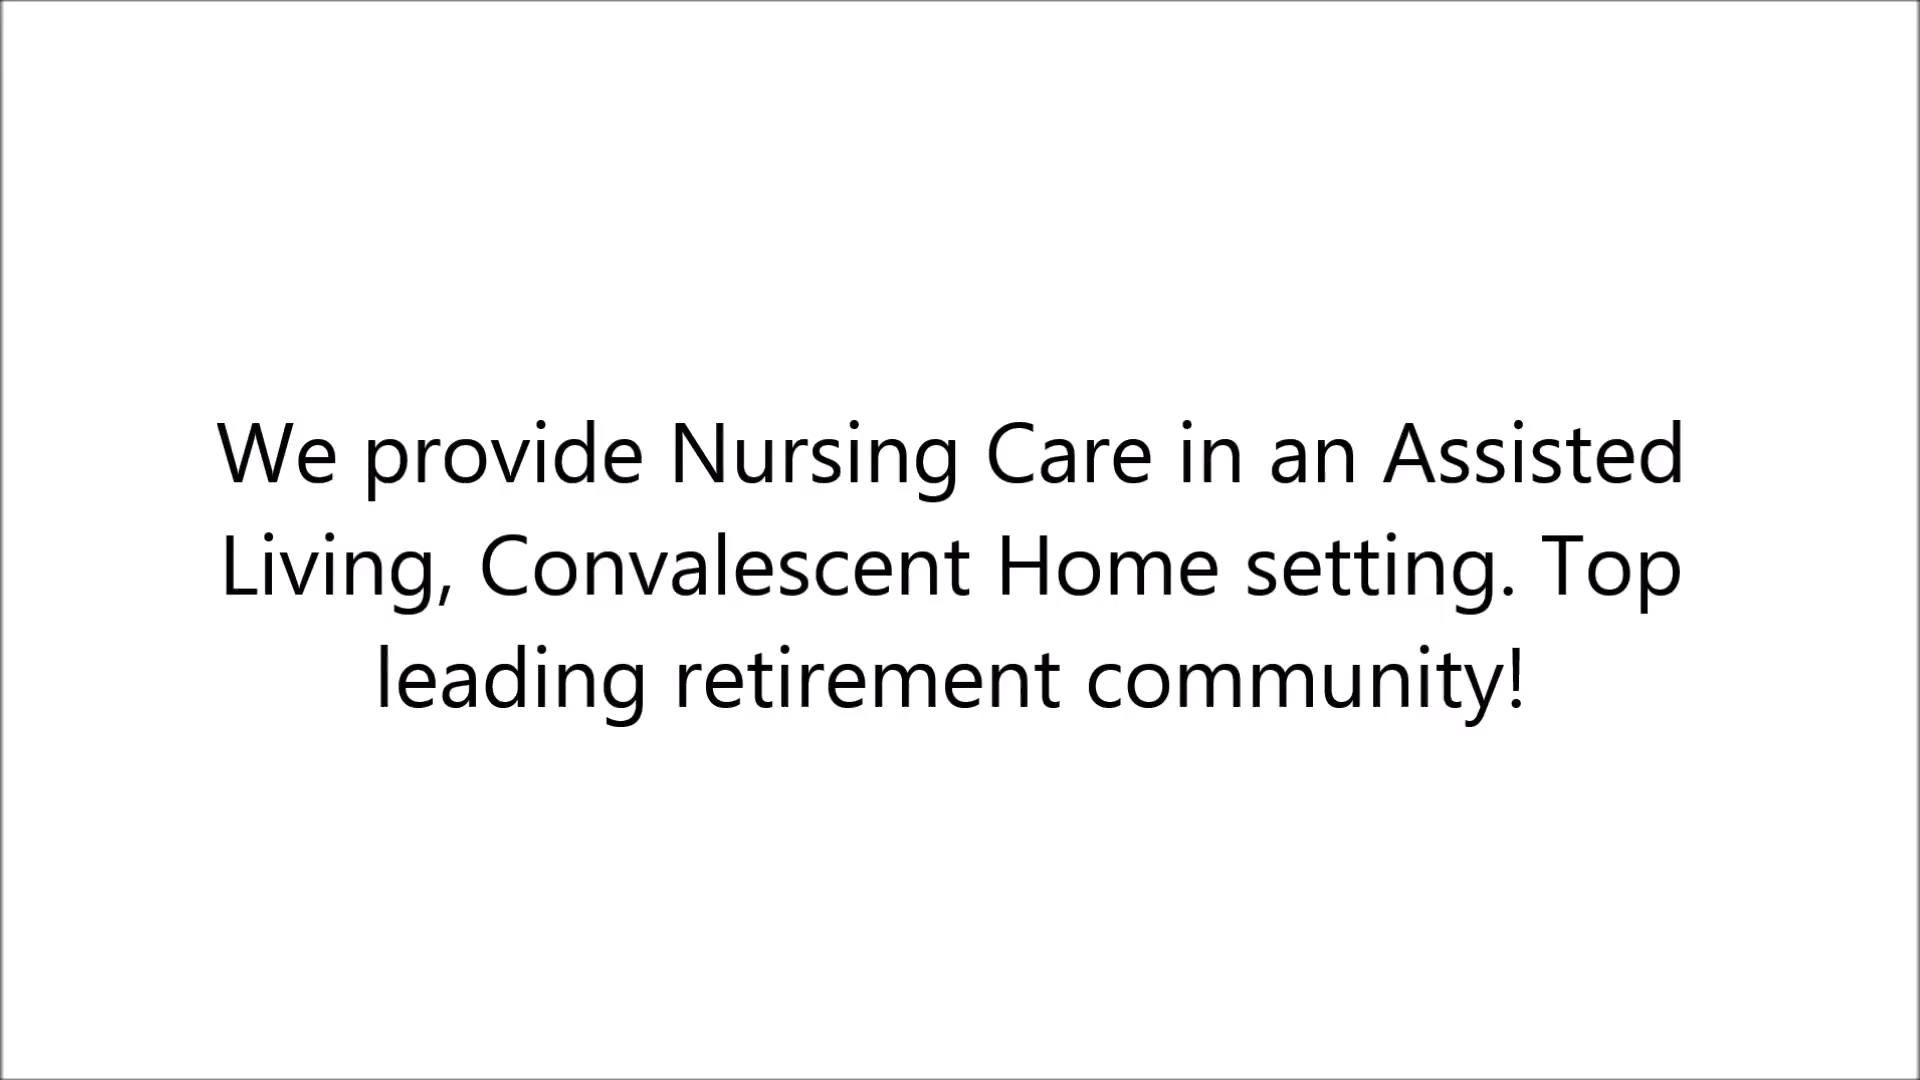 We provide Nursing Care in an Assisted
Living, Convalescent Home setting. Top
leading retirement community!